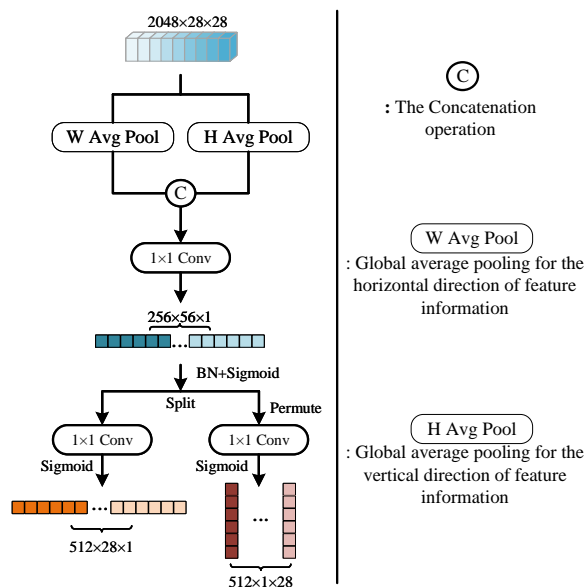 2048×28×28
W Avg Pool
H Avg Pool
C
1×1 Conv
256×56×1
...
BN+Sigmoid
Split
Permute
1×1 Conv
1×1 Conv
Sigmoid
Sigmoid
...
...
512×28×1
512×1×28
C
: The Concatenation
operation
W Avg Pool
: Global average pooling for the
horizontal direction of feature
information
H Avg Pool
: Global average pooling for the
vertical direction of feature
information